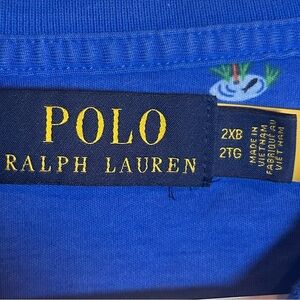 POLO
RALPH LAUREN
2XB
2TG
MADE IN
VIETNAM
FABRIQUÉ AU
VIET NAM